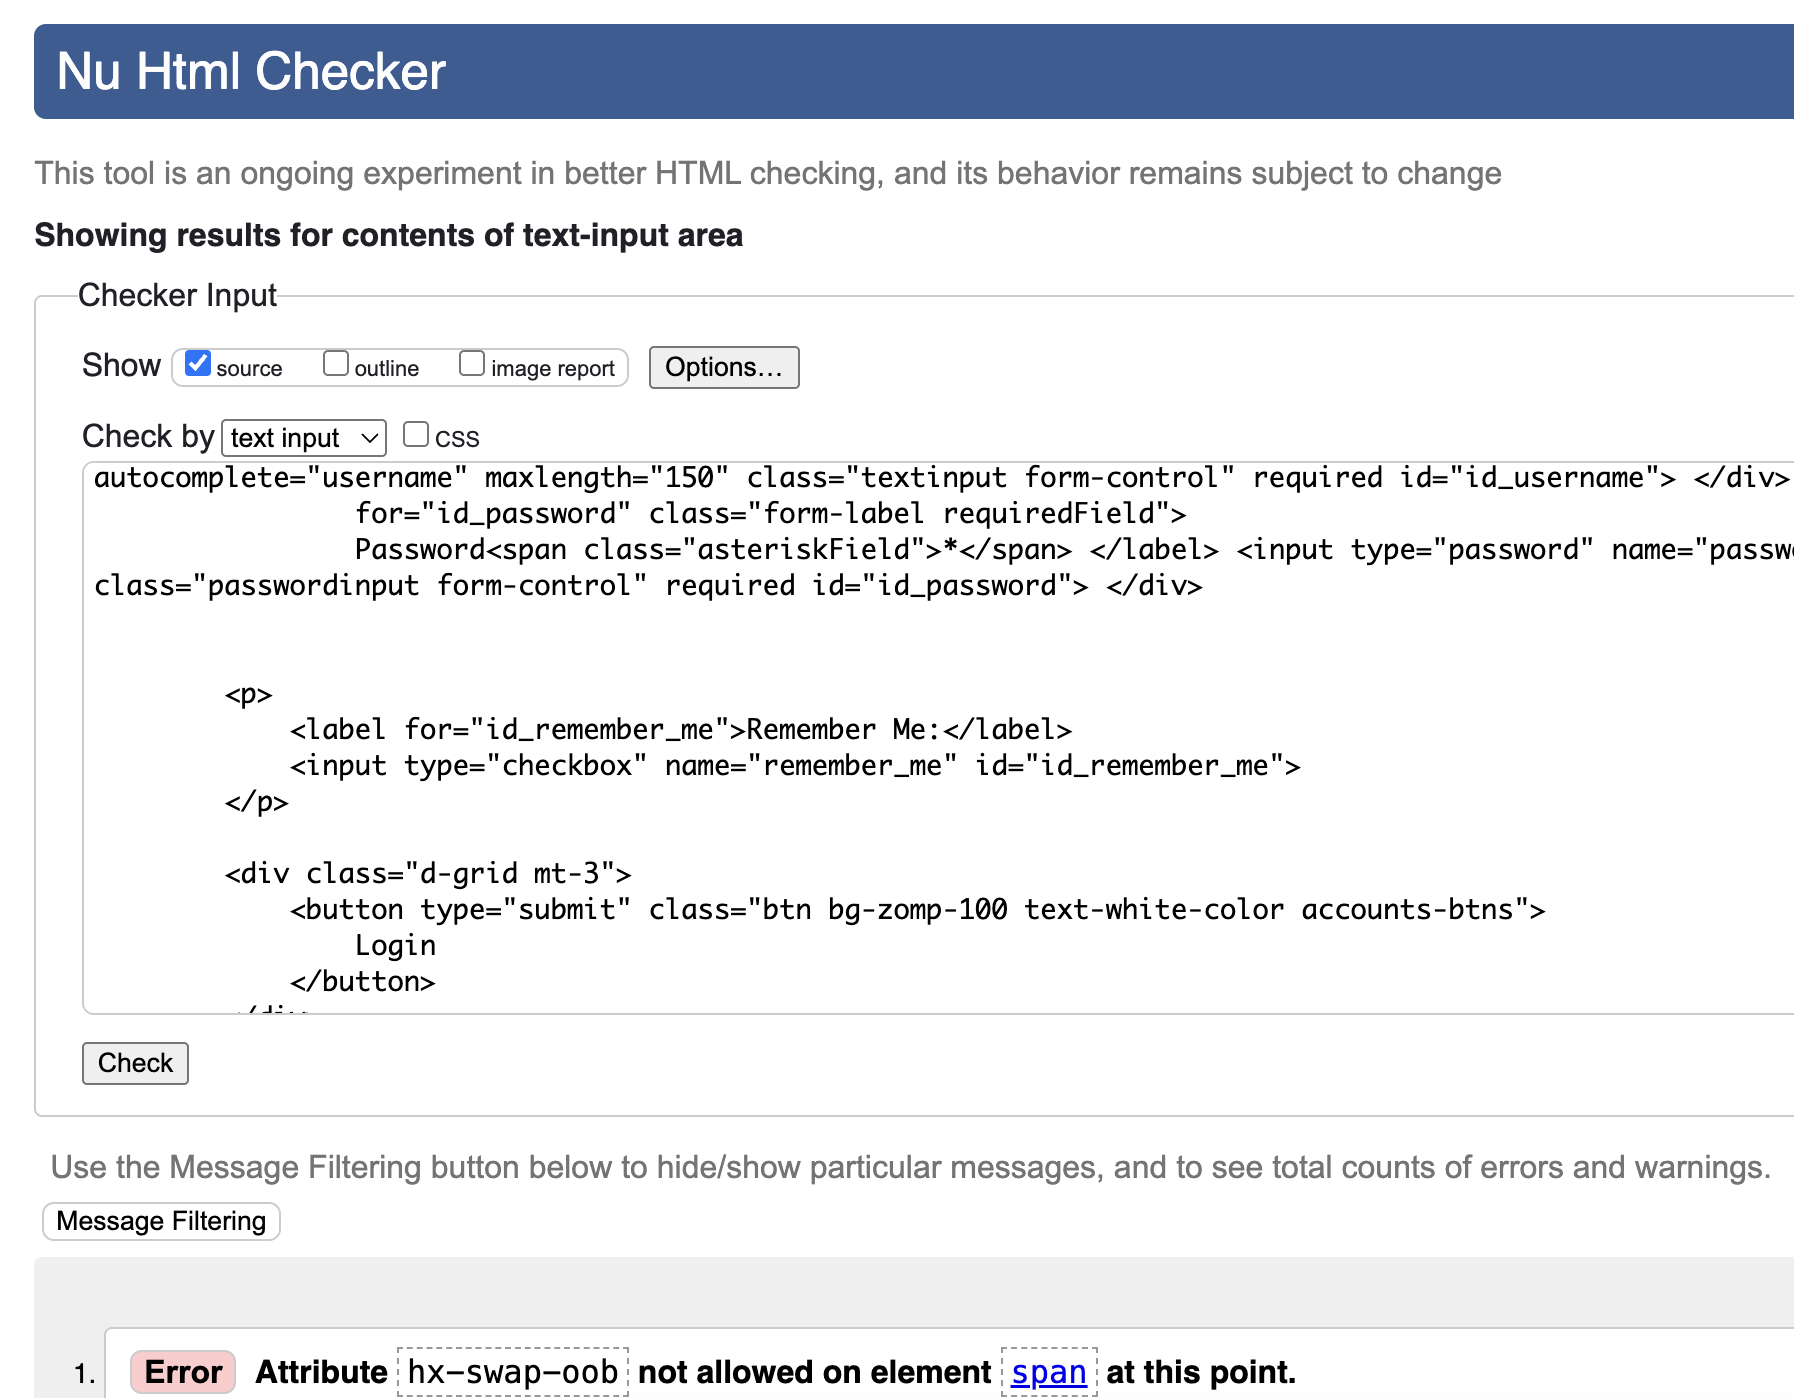 Nu Html Checker
This tool is an ongoing experiment in better HTML checking, and its behavior remains subject to change
Showing results for contents of text-input area
Checker Input
Show source outline image report Options...
Check by text input CSS
autocomplete="username" maxlength="150" class="textinput form-control" required id="id_username"> </div>
for="id_password" class="form-label requiredField">
Password<span class="asteriskField">*</span> </label> <input type="password" name="passw
class="passwordinput form-control" required id="id_password"> </div>
<p>
<label for="id_remember_me">Remember Me:</label>
<input type="checkbox" name="remember_me" id="id_remember_me">
</p>
<div class="d-grid mt-3">
<button type="submit" class="btn bg-zomp-100 text-white-color accounts-btns">
Login
</button>
Check
Use the Message Filtering button below to hide/show particular messages, and to see total counts of errors and warnings.
Message Filtering
1. Error Attribute hx-swap-oob not allowed on element span at this point.